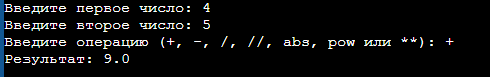 Введите первое число: 4
Введите второе число: 5
Введите операцию (+, -, /, //, abs, pow или **): +
Результат: 9.0